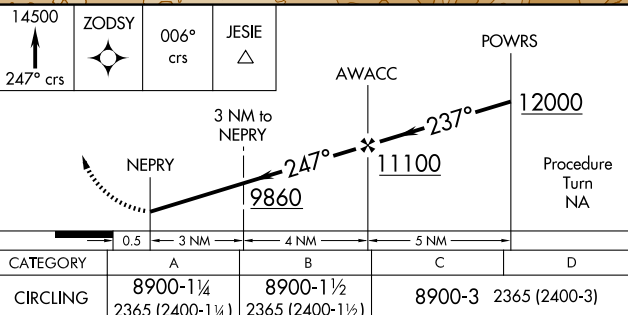 14500
247° crs
ZODSY
006°
crs
JESIE
POWRS
AWACC
3 NM to
NEPRY
NEPRY
247°
237°
12000
11100
9860
Procedure
Turn
NA
0.5
3 NM
4 NM
5 NM
CATEGORY A B C D
CIRCLING 8900-1¼ 8900-1½ 8900-3 2365 (2400-3)
2365 (2400-1¼) 2365 (2400-1½)